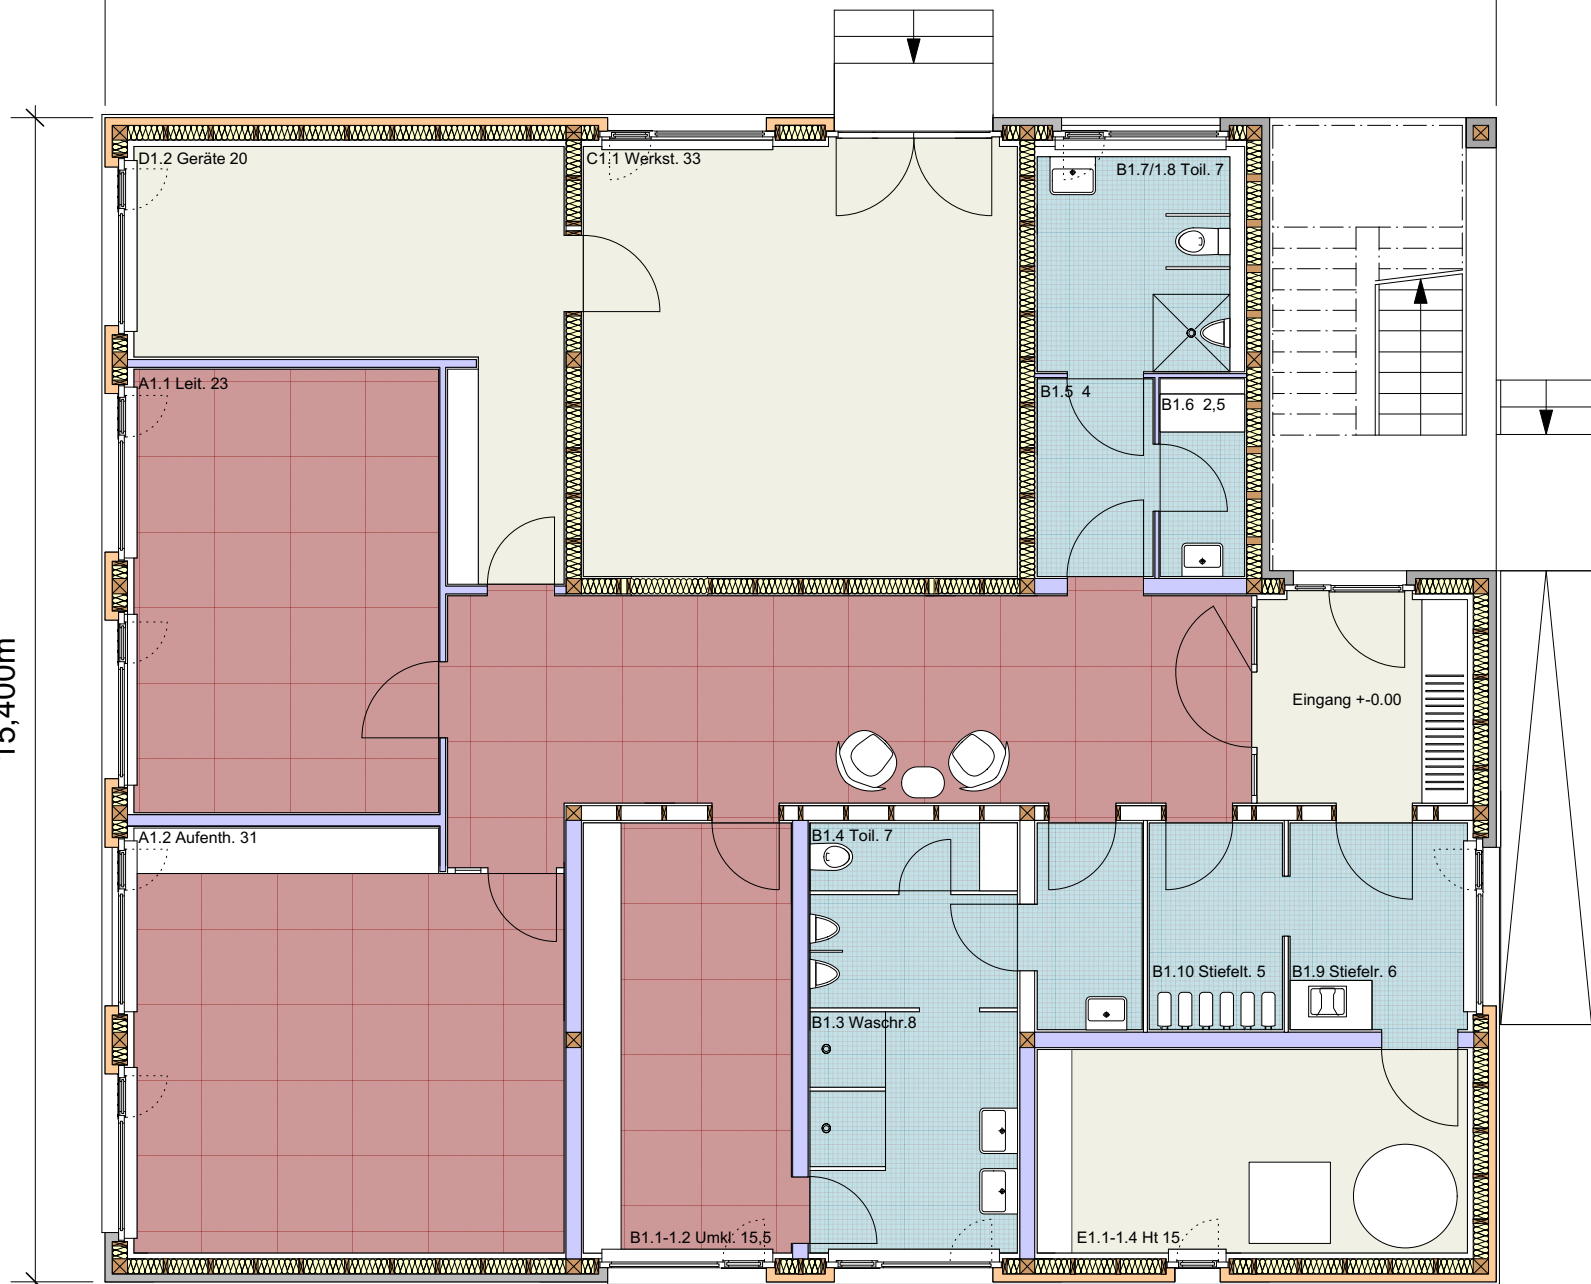 D1.2 Geräte 20
C1.1 Werkst. 33
B1.7/1.8 Toil. 7
A1.1 Leit. 23
B1.5 4
B1.6 2,5
15,400m
Eingang +-0.00
A1.2 Aufenth. 31
B1.4 Toil. 7
B1.10 Stiefelt. 5
B1.9 Stiefelr. 6
B1.3 Waschr.8
B1.1-1.2 Umkl. 15,5
E1.1-1.4 Ht 15